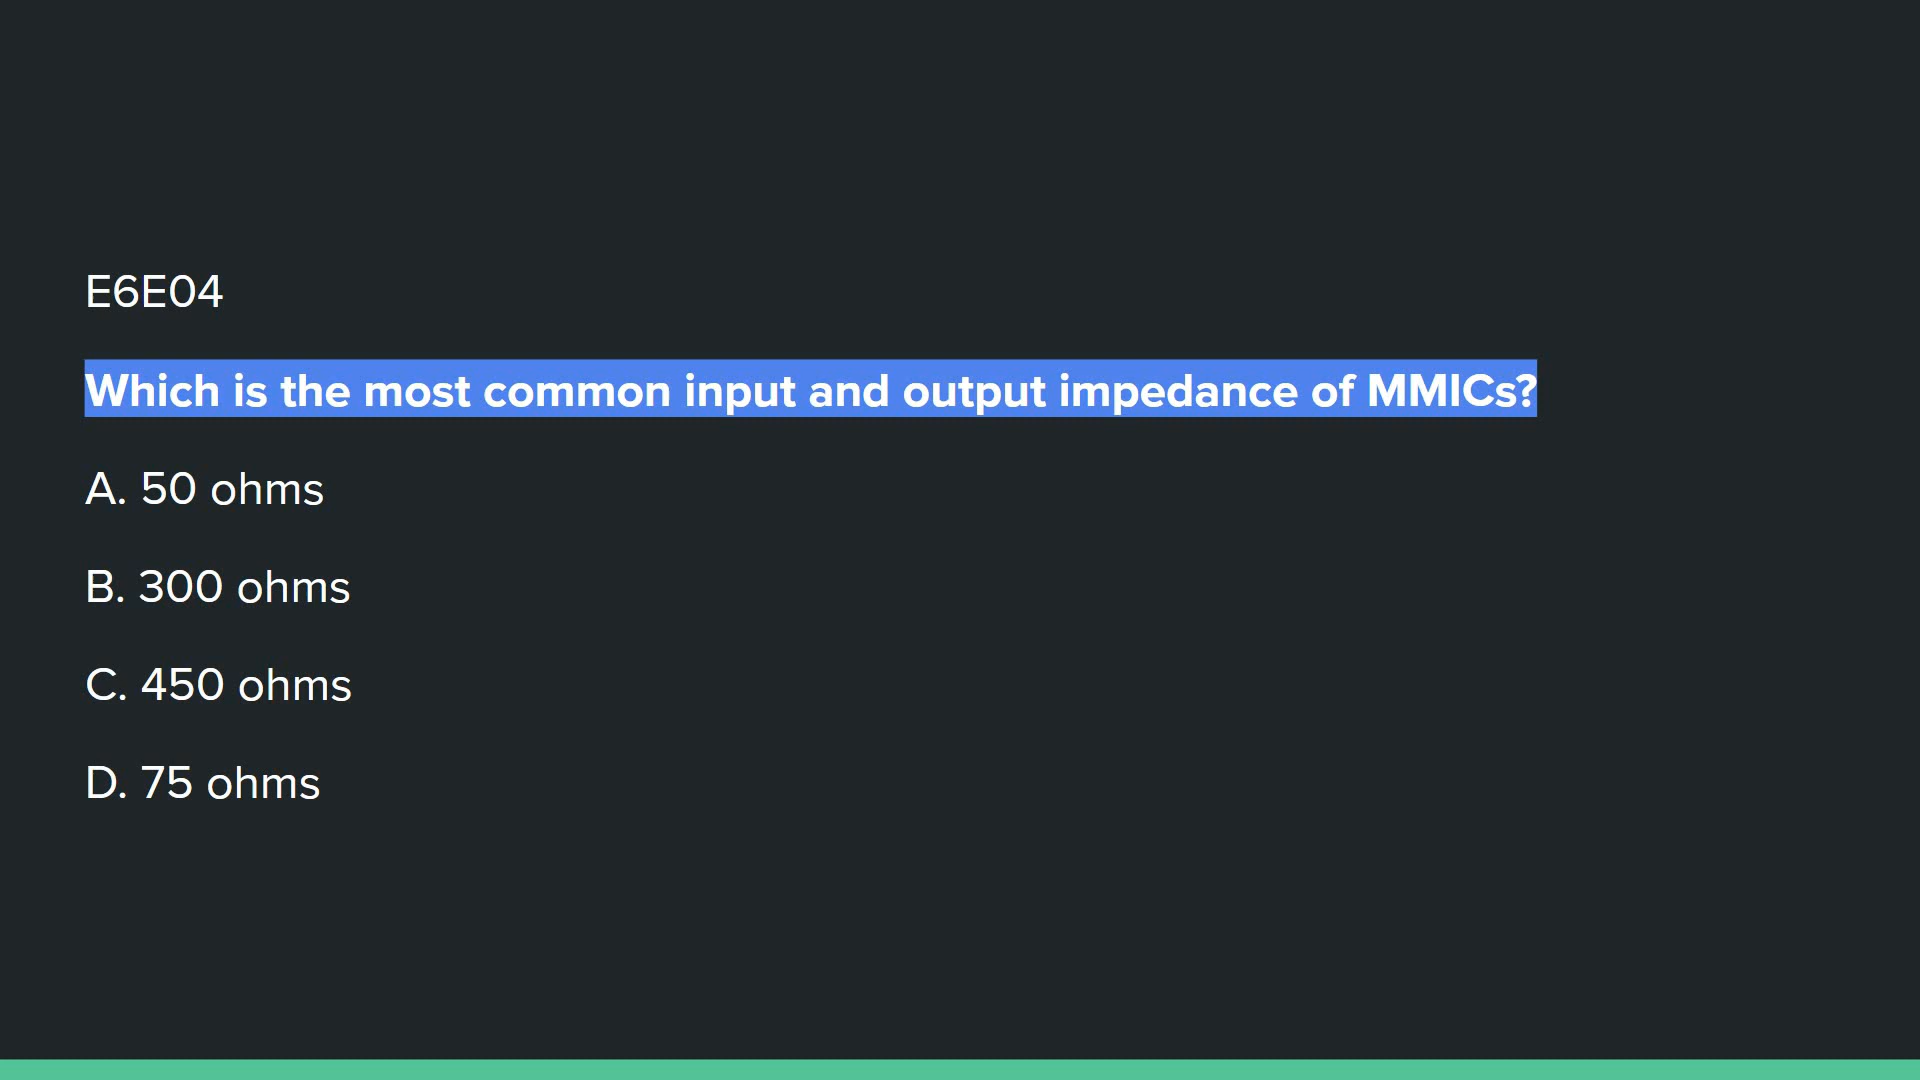 E6E04
Which is the most common input and output impedance of MMICs?
A. 50 ohms
B. 300 ohms
C. 450 ohms
D. 75 ohms